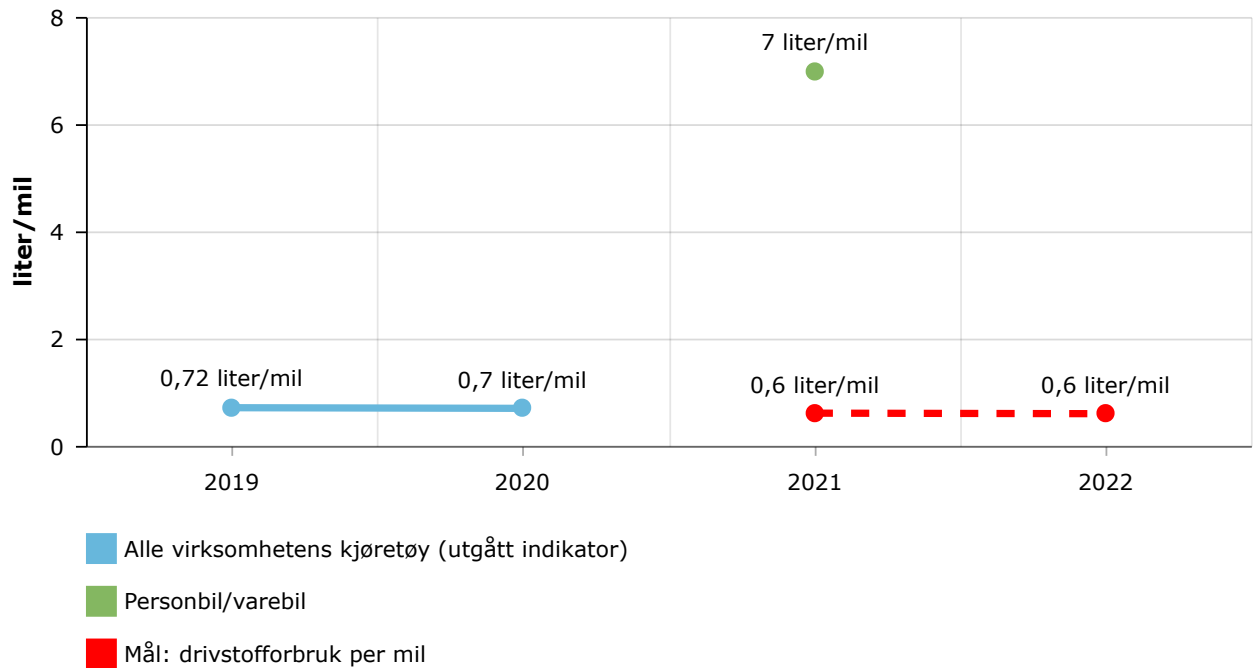 8
7 liter/mil
6
4
liter/mil
2
0,72 liter/mil
0,7 liter/mil
0,6 liter/mil
0,6 liter/mil
0
2019
2020
2021
2022
Alle virksomhetens kjøretøy (utgått indikator)
Personbil/varebil
Mål: drivstofforbruk per mil